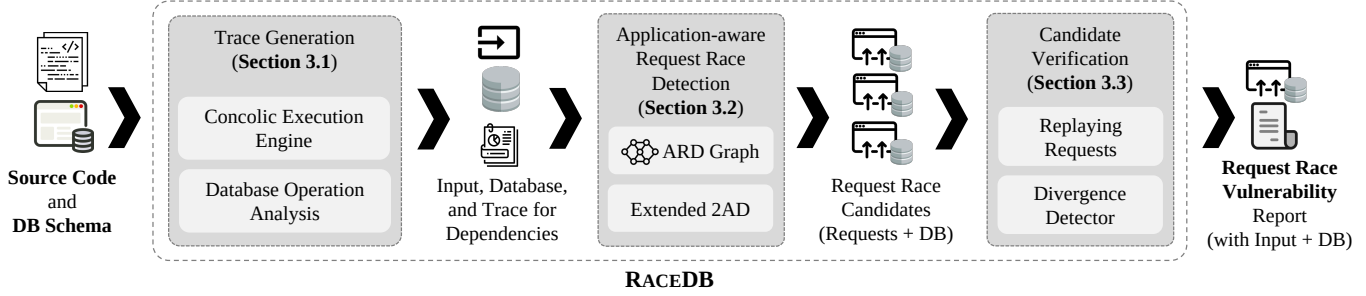 Source Code
and
DB Schema
Trace Generation
(Section 3.1)
Concolic Execution
Engine
Database Operation
Analysis
Input, Database,
and Trace for
Dependencies
Application-aware
Request Race
Detection
(Section 3.2)
ARD Graph
Extended 2AD
Request Race
Candidates
(Requests + DB)
Candidate
Verification
(Section 3.3)
Replaying
Requests
Divergence
Detector
Request Race
Vulnerability
Report
(with Input + DB)
RACEDB